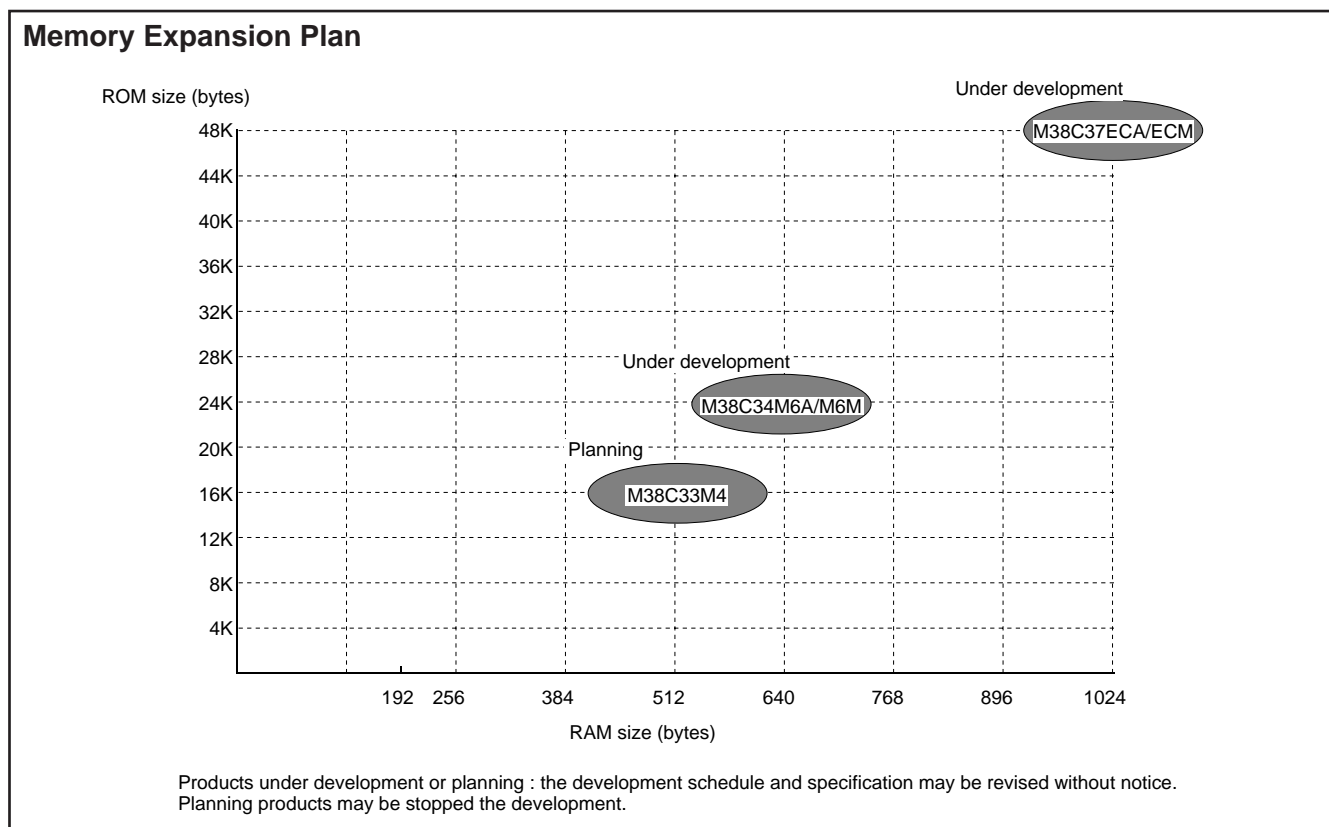 Memory Expansion Plan
ROM size (bytes)
Under development
48K
M38C37ECA/ECM
44K
40K
36K
32K
28K
Under development
24K
M38C34M6A/M6M
20K
Planning
16K
M38C33M4
12K
8K
4K
192 256 384 512 640 768 896 1024
RAM size (bytes)
Products under development or planning : the development schedule and specification may be revised without notice.
Planning products may be stopped the development.